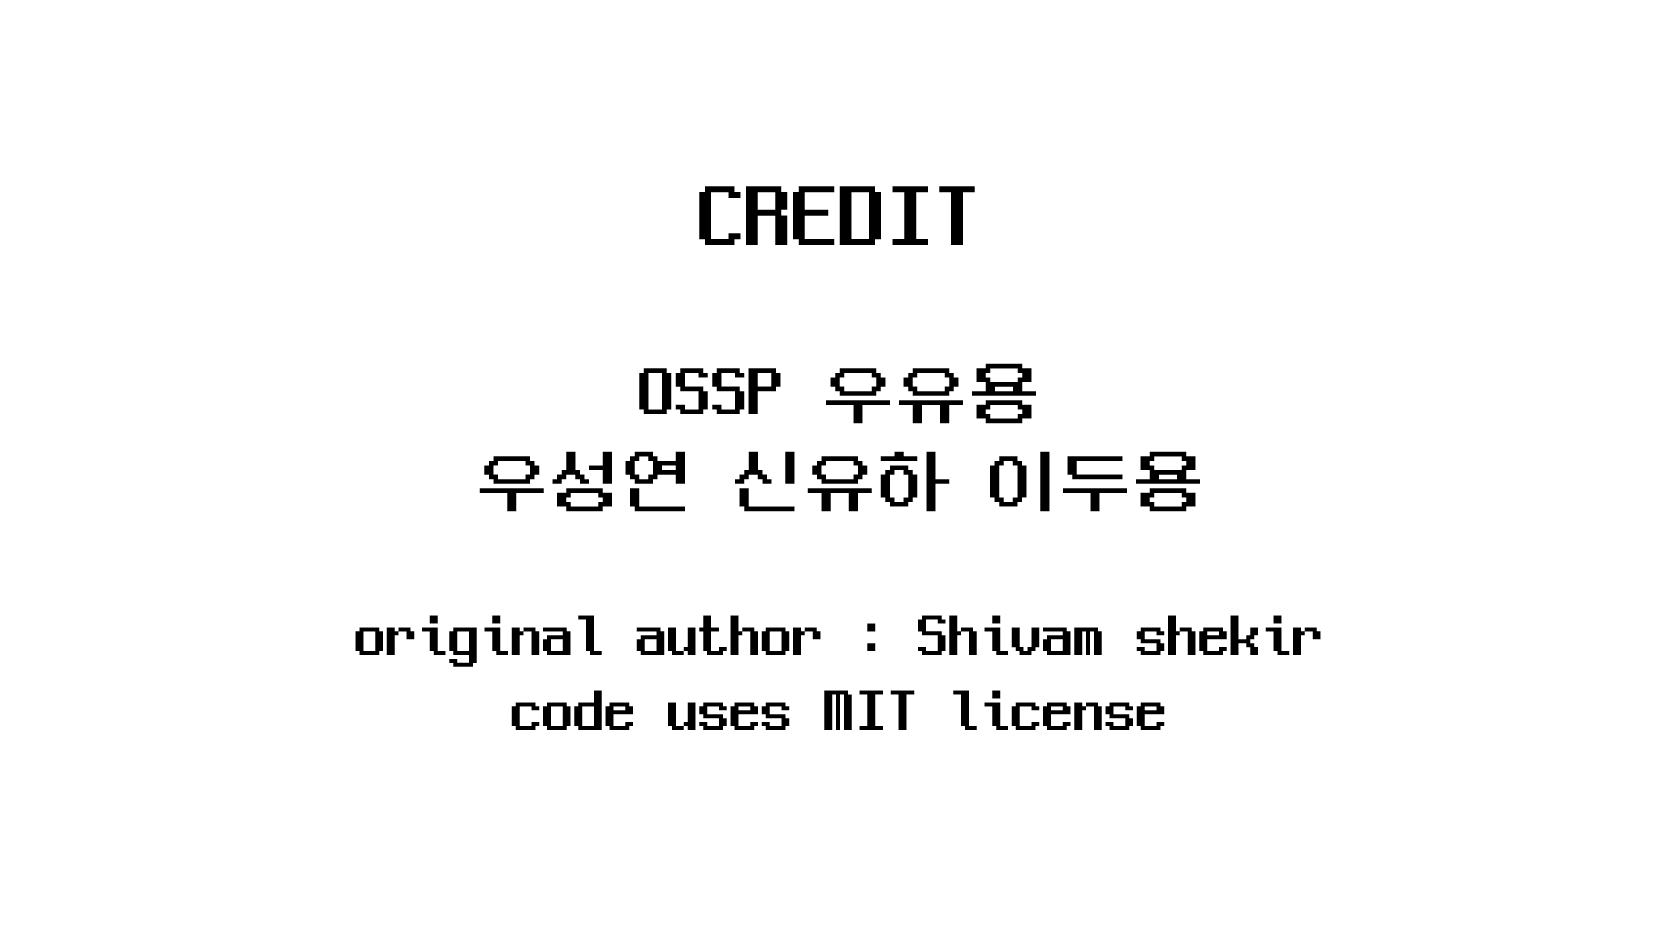 CREDIT
OSSP 우유용
우성연 신유하 이두용
original author : Shivam shekir
code uses MIT license